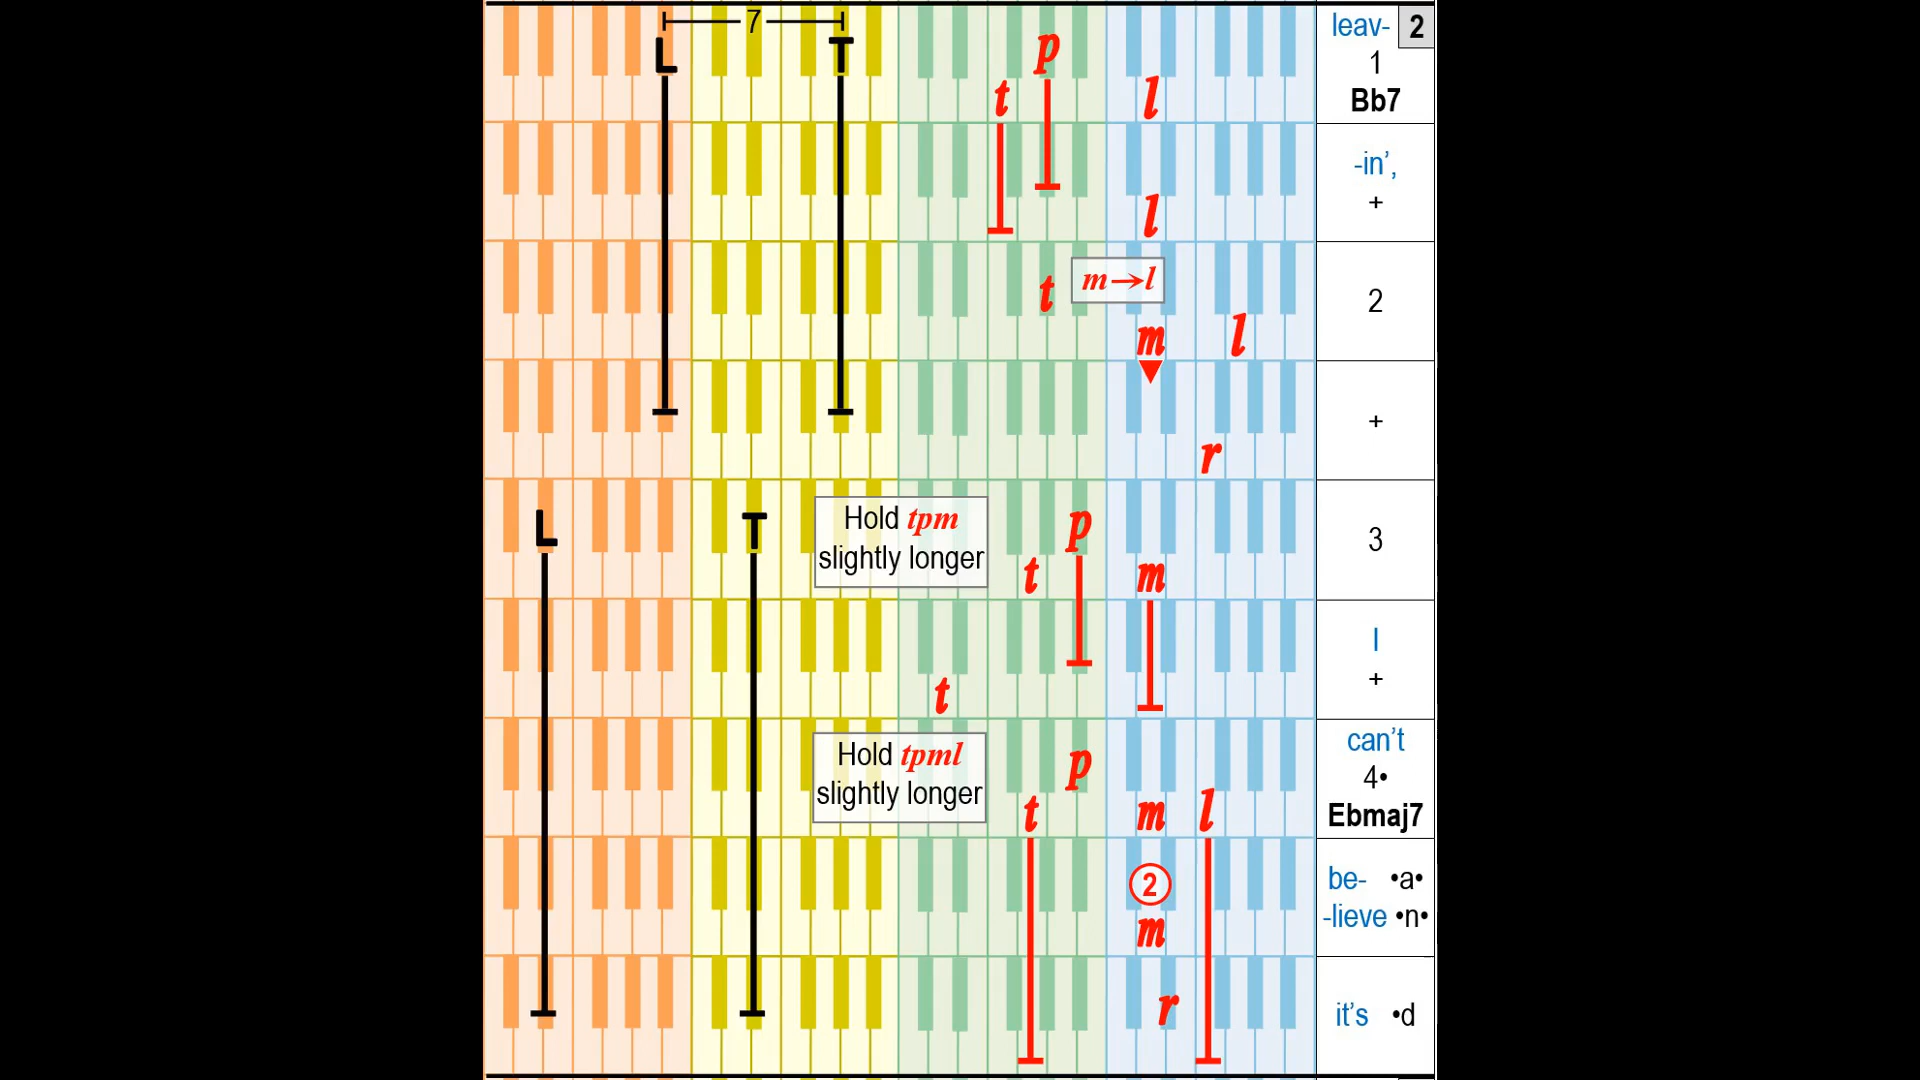 7
leav- 2
L T p
1
t l
Bb7
-in’,
+
l
t m→l
2
m l
+
r
L T Hold tpm p
slightly longer
3
t m
I
+
t
can’t
Hold tpml p
4•
slightly longer
t m l
Ebmaj7
2
be- •a•
-lieve •n•
m
r
it’s •d